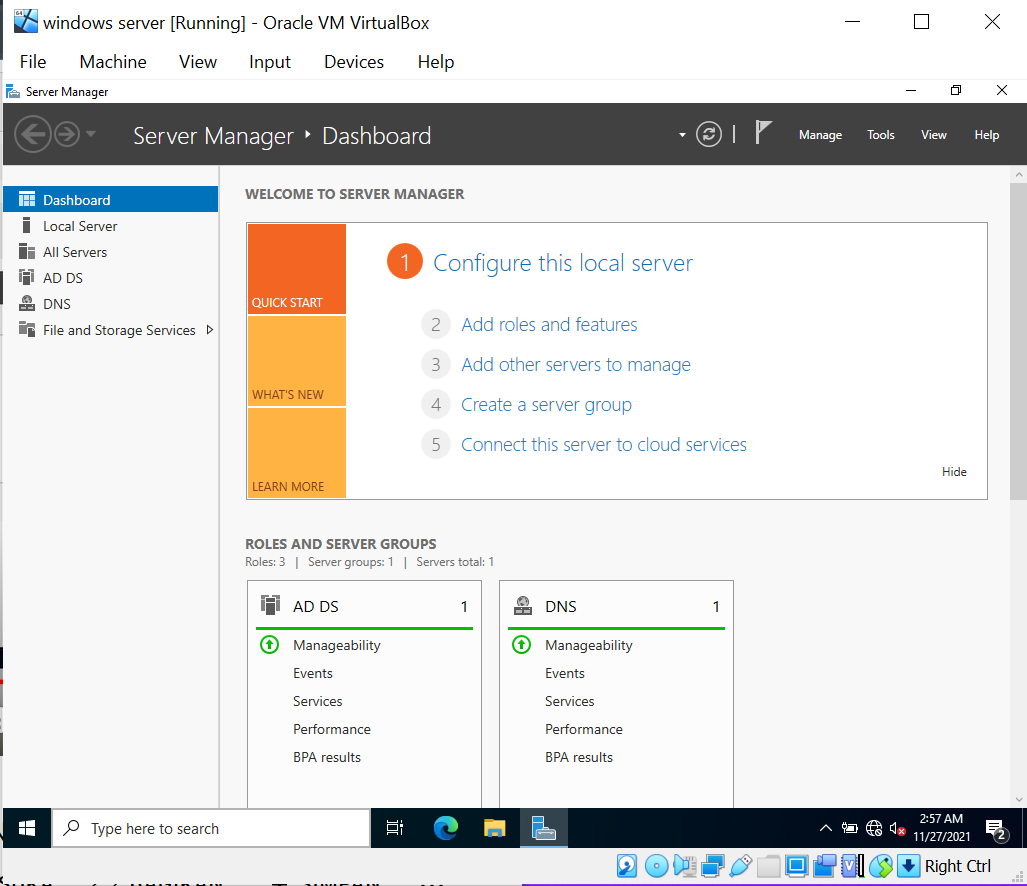 windows server [Running] - Oracle VM VirtualBox
File Machine View Input Devices Help
Server Manager
Server Manager Dashboard
Manage Tools View Help
Dashboard
Local Server
All Servers
AD DS
DNS
File and Storage Services
WELCOME TO SERVER MANAGER
QUICK START
WHAT'S NEW
LEARN MORE
1 Configure this local server
2 Add roles and features
3 Add other servers to manage
4 Create a server group
5 Connect this server to cloud services
Hide
ROLES AND SERVER GROUPS
Roles: 3 | Server groups: 1 | Servers total: 1
AD DS 1
Manageability
Events
Services
Performance
BPA results
DNS 1
Manageability
Events
Services
Performance
BPA results
Type here to search
2:57 AM
11/27/2021
2
Right Ctrl